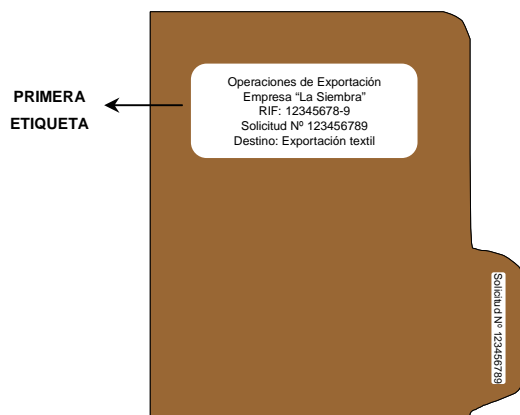 PRIMERA
ETIQUETA
Operaciones de Exportación
Empresa “La Siembra”
RIF: 12345678-9
Solicitud Nº 123456789
Destino: Exportación textil
Solicitud Nº 123456789